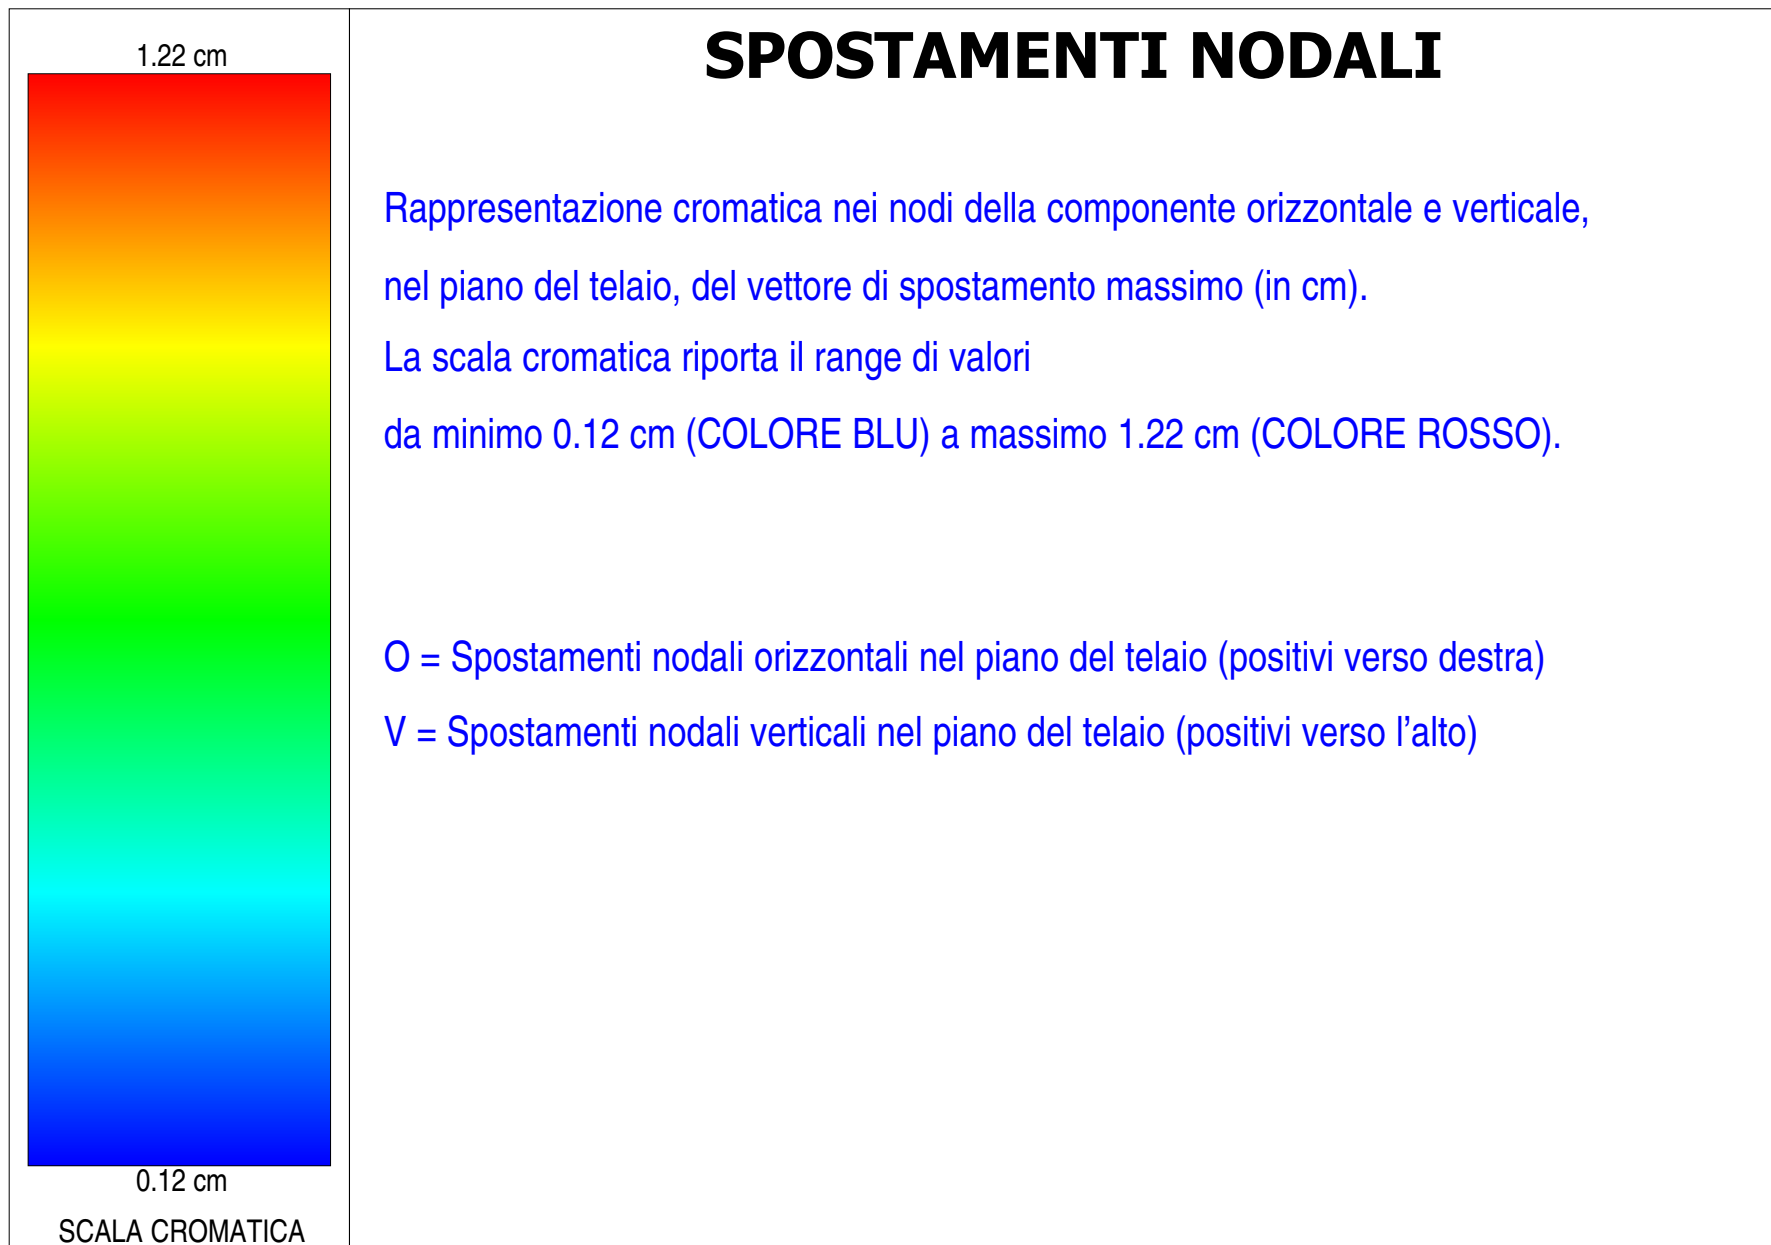 1.22 cm
0.12 cm
SCALA CROMATICA
SPOSTAMENTI NODALI
Rappresentazione cromatica nei nodi della componente orizzontale e verticale,
nel piano del telaio, del vettore di spostamento massimo (in cm).
La scala cromatica riporta il range di valori
da minimo 0.12 cm (COLORE BLU) a massimo 1.22 cm (COLORE ROSSO).
O = Spostamenti nodali orizzontali nel piano del telaio (positivi verso destra)
V = Spostamenti nodali verticali nel piano del telaio (positivi verso l'alto)